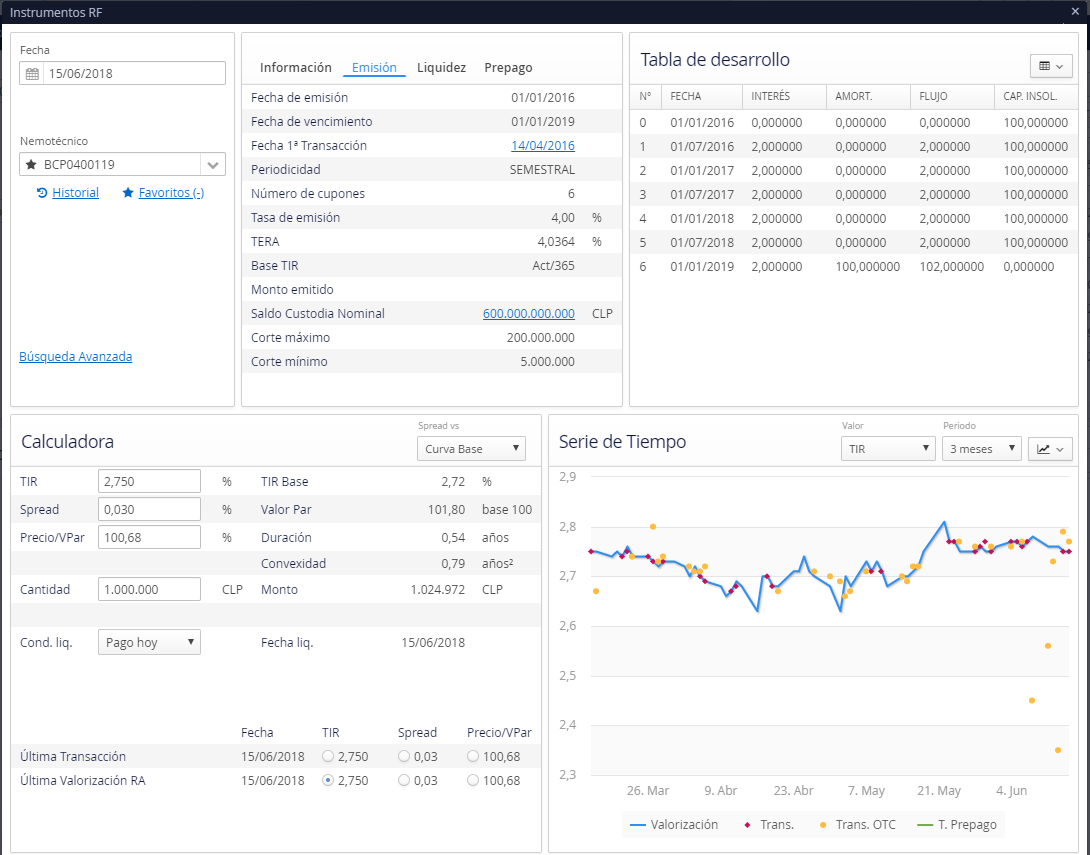 Instrumentos RF
Fecha
15/06/2018
Nemotécnico
BCP0400119
Historial Favoritos (-)
Búsqueda Avanzada
Información Emisión Liquidez Prepago
Fecha de emisión 01/01/2016
Fecha de vencimiento 01/01/2019
Fecha 1ª Transacción 14/04/2016
Periodicidad SEMESTRAL
Número de cupones 6
Tasa de emisión 4,00 %
TERA 4,0364 %
Base TIR Act/365
Monto emitido
Saldo Custodia Nominal 600.000.000.000 CLP
Corte máximo 200.000.000
Corte mínimo 5.000.000
Tabla de desarrollo
Nº FECHA INTERÉS AMORT. FLUJO CAP. INSOL.
0 01/01/2016 0,000000 0,000000 0,000000 100,000000
1 01/07/2016 2,000000 0,000000 2,000000 100,000000
2 01/01/2017 2,000000 0,000000 2,000000 100,000000
3 01/07/2017 2,000000 0,000000 2,000000 100,000000
4 01/01/2018 2,000000 0,000000 2,000000 100,000000
5 01/07/2018 2,000000 0,000000 2,000000 100,000000
6 01/01/2019 2,000000 100,000000 102,000000 0,000000
Calculadora
Spread vs
Curva Base
TIR 2,750 % TIR Base 2,72 %
Spread 0,030 % Valor Par 101,80 base 100
Precio/VPar 100,68 % Duración 0,54 años
Convexidad 0,79 años²
Cantidad 1.000.000 CLP Monto 1.024.972 CLP
Cond. liq. Pago hoy Fecha liq. 15/06/2018
Fecha TIR Spread Precio/VPar
Última Transacción 15/06/2018 2,750 0,03 100,68
Última Valorización RA 15/06/2018 2,750 0,03 100,68
Serie de Tiempo
Valor
TIR
Periodo
3 meses
2,9
2,8
2,7
2,6
2,5
2,4
2,3
26. Mar 9. Abr 23. Abr 7. May 21. May 4. Jun
Valorización Trans. Trans. OTC T. Prepago